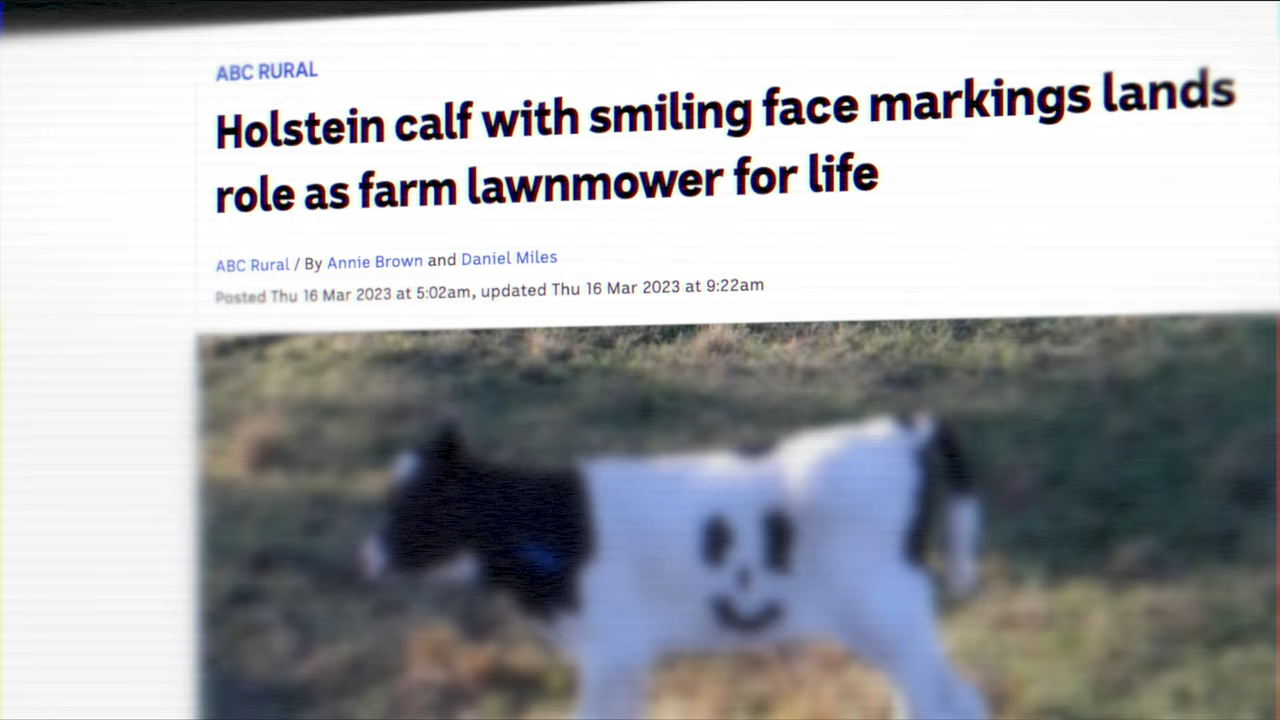 ABC RURAL
Holstein calf with smiling face markings lands
role as farm lawnmower for life
ABC Rural / By Annie Brown and Daniel Miles
Posted Thu 16 Mar 2023 at 5:02am, updated Thu 16 Mar 2023 at 9:22am